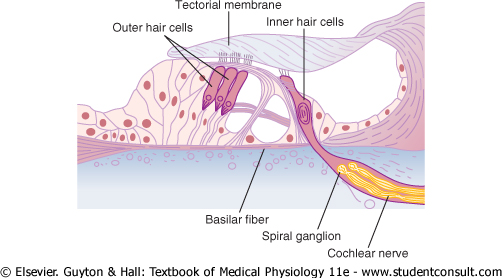 Tectorial membrane
Outer hair cells
Inner hair cells
Basilar fiber
Spiral ganglion
Cochlear nerve
© Elsevier. Guyton & Hall: Textbook of Medical Physiology 11e - www.studentconsult.com